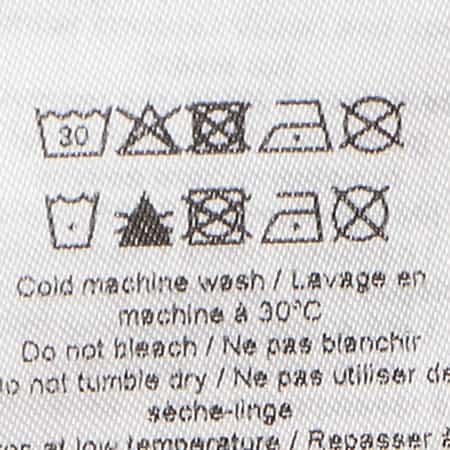 30
Cold machine wash / Lavage en
machine à 30°C
Do not bleach / Ne pas blanchir
not tumble dry / Ne pas utiliser
sèche-linge
at low temperature / Repasser à